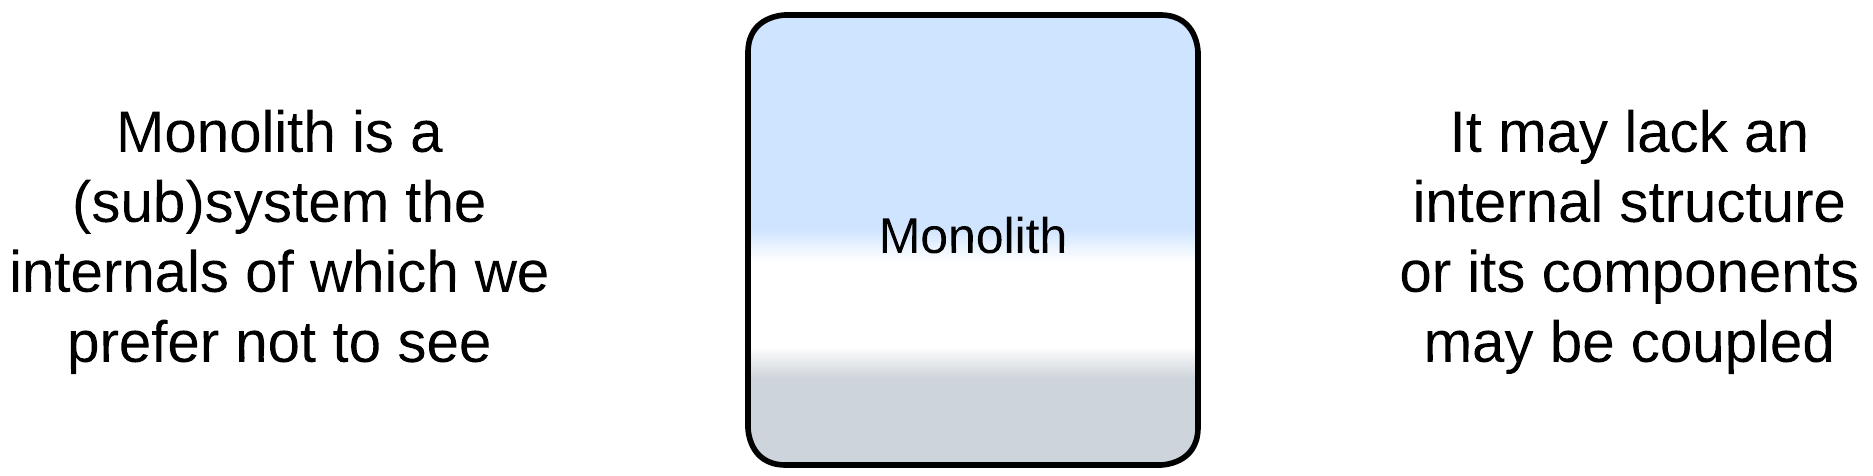 Monolith is a
(sub)system the
internals of which we
prefer not to see
Monolith
It may lack an
internal structure
or its components
may be coupled